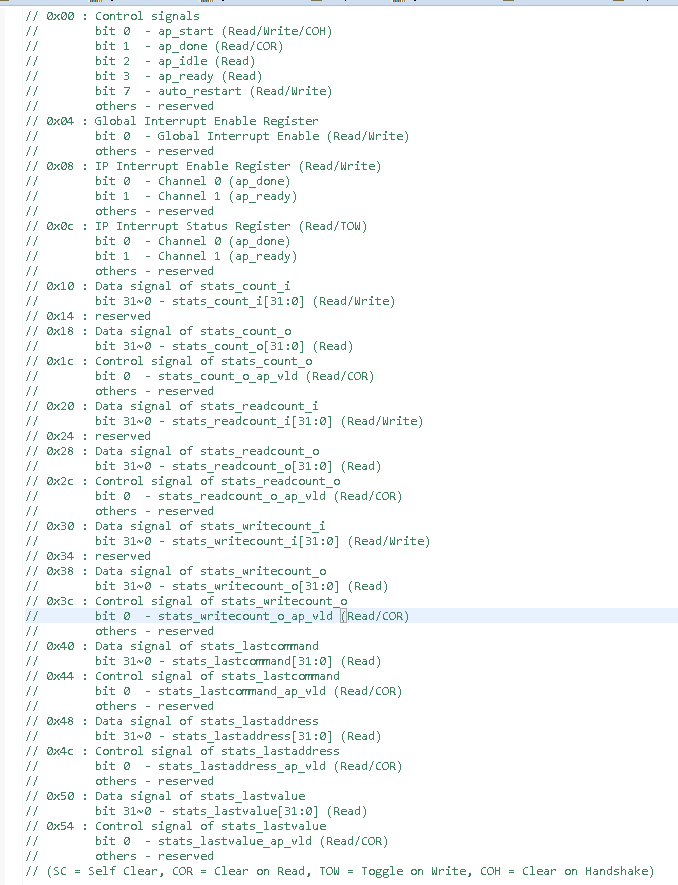 // 0x00 : Control signals
//        bit 0  - ap_start (Read/Write/COH)
//        bit 1  - ap_done (Read/COR)
//        bit 2  - ap_idle (Read)
//        bit 3  - ap_ready (Read)
//        bit 7  - auto_restart (Read/Write)
//        others - reserved
// 0x04 : Global Interrupt Enable Register
//        bit 0  - Global Interrupt Enable (Read/Write)
//        others - reserved
// 0x08 : IP Interrupt Enable Register (Read/Write)
//        bit 0  - Channel 0 (ap_done)
//        bit 1  - Channel 1 (ap_ready)
//        others - reserved
// 0x0c : IP Interrupt Status Register (Read/TOW)
//        bit 0  - Channel 0 (ap_done)
//        bit 1  - Channel 1 (ap_ready)
//        others - reserved
// 0x10 : Data signal of stats_count_i
//        bit 31~0 - stats_count_i[31:0] (Read/Write)
// 0x14 : reserved
// 0x18 : Data signal of stats_count_o
//        bit 31~0 - stats_count_o[31:0] (Read)
// 0x1c : Control signal of stats_count_o
//        bit 0  - stats_count_o_ap_vld (Read/COR)
//        others - reserved
// 0x20 : Data signal of stats_readcount_i
//        bit 31~0 - stats_readcount_i[31:0] (Read/Write)
// 0x24 : reserved
// 0x28 : Data signal of stats_readcount_o
//        bit 31~0 - stats_readcount_o[31:0] (Read)
// 0x2c : Control signal of stats_readcount_o
//        bit 0  - stats_readcount_o_ap_vld (Read/COR)
//        others - reserved
// 0x30 : Data signal of stats_writecount_i
//        bit 31~0 - stats_writecount_i[31:0] (Read/Write)
// 0x34 : reserved
// 0x38 : Data signal of stats_writecount_o
//        bit 31~0 - stats_writecount_o[31:0] (Read)
// 0x3c : Control signal of stats_writecount_o
//        bit 0  - stats_writecount_o_ap_vld (Read/COR)
//        others - reserved
// 0x40 : Data signal of stats_lastcommand
//        bit 31~0 - stats_lastcommand[31:0] (Read)
// 0x44 : Control signal of stats_lastcommand
//        bit 0  - stats_lastcommand_ap_vld (Read/COR)
//        others - reserved
// 0x48 : Data signal of stats_lastaddress
//        bit 31~0 - stats_lastaddress[31:0] (Read)
// 0x4c : Control signal of stats_lastaddress
//        bit 0  - stats_lastaddress_ap_vld (Read/COR)
//        others - reserved
// 0x50 : Data signal of stats_lastvalue
//        bit 31~0 - stats_lastvalue[31:0] (Read)
// 0x54 : Control signal of stats_lastvalue
//        bit 0  - stats_lastvalue_ap_vld (Read/COR)
//        others - reserved
// (SC = Self Clear, COR = Clear on Read, TOW = Toggle on Write, COH = Clear on Handshake)